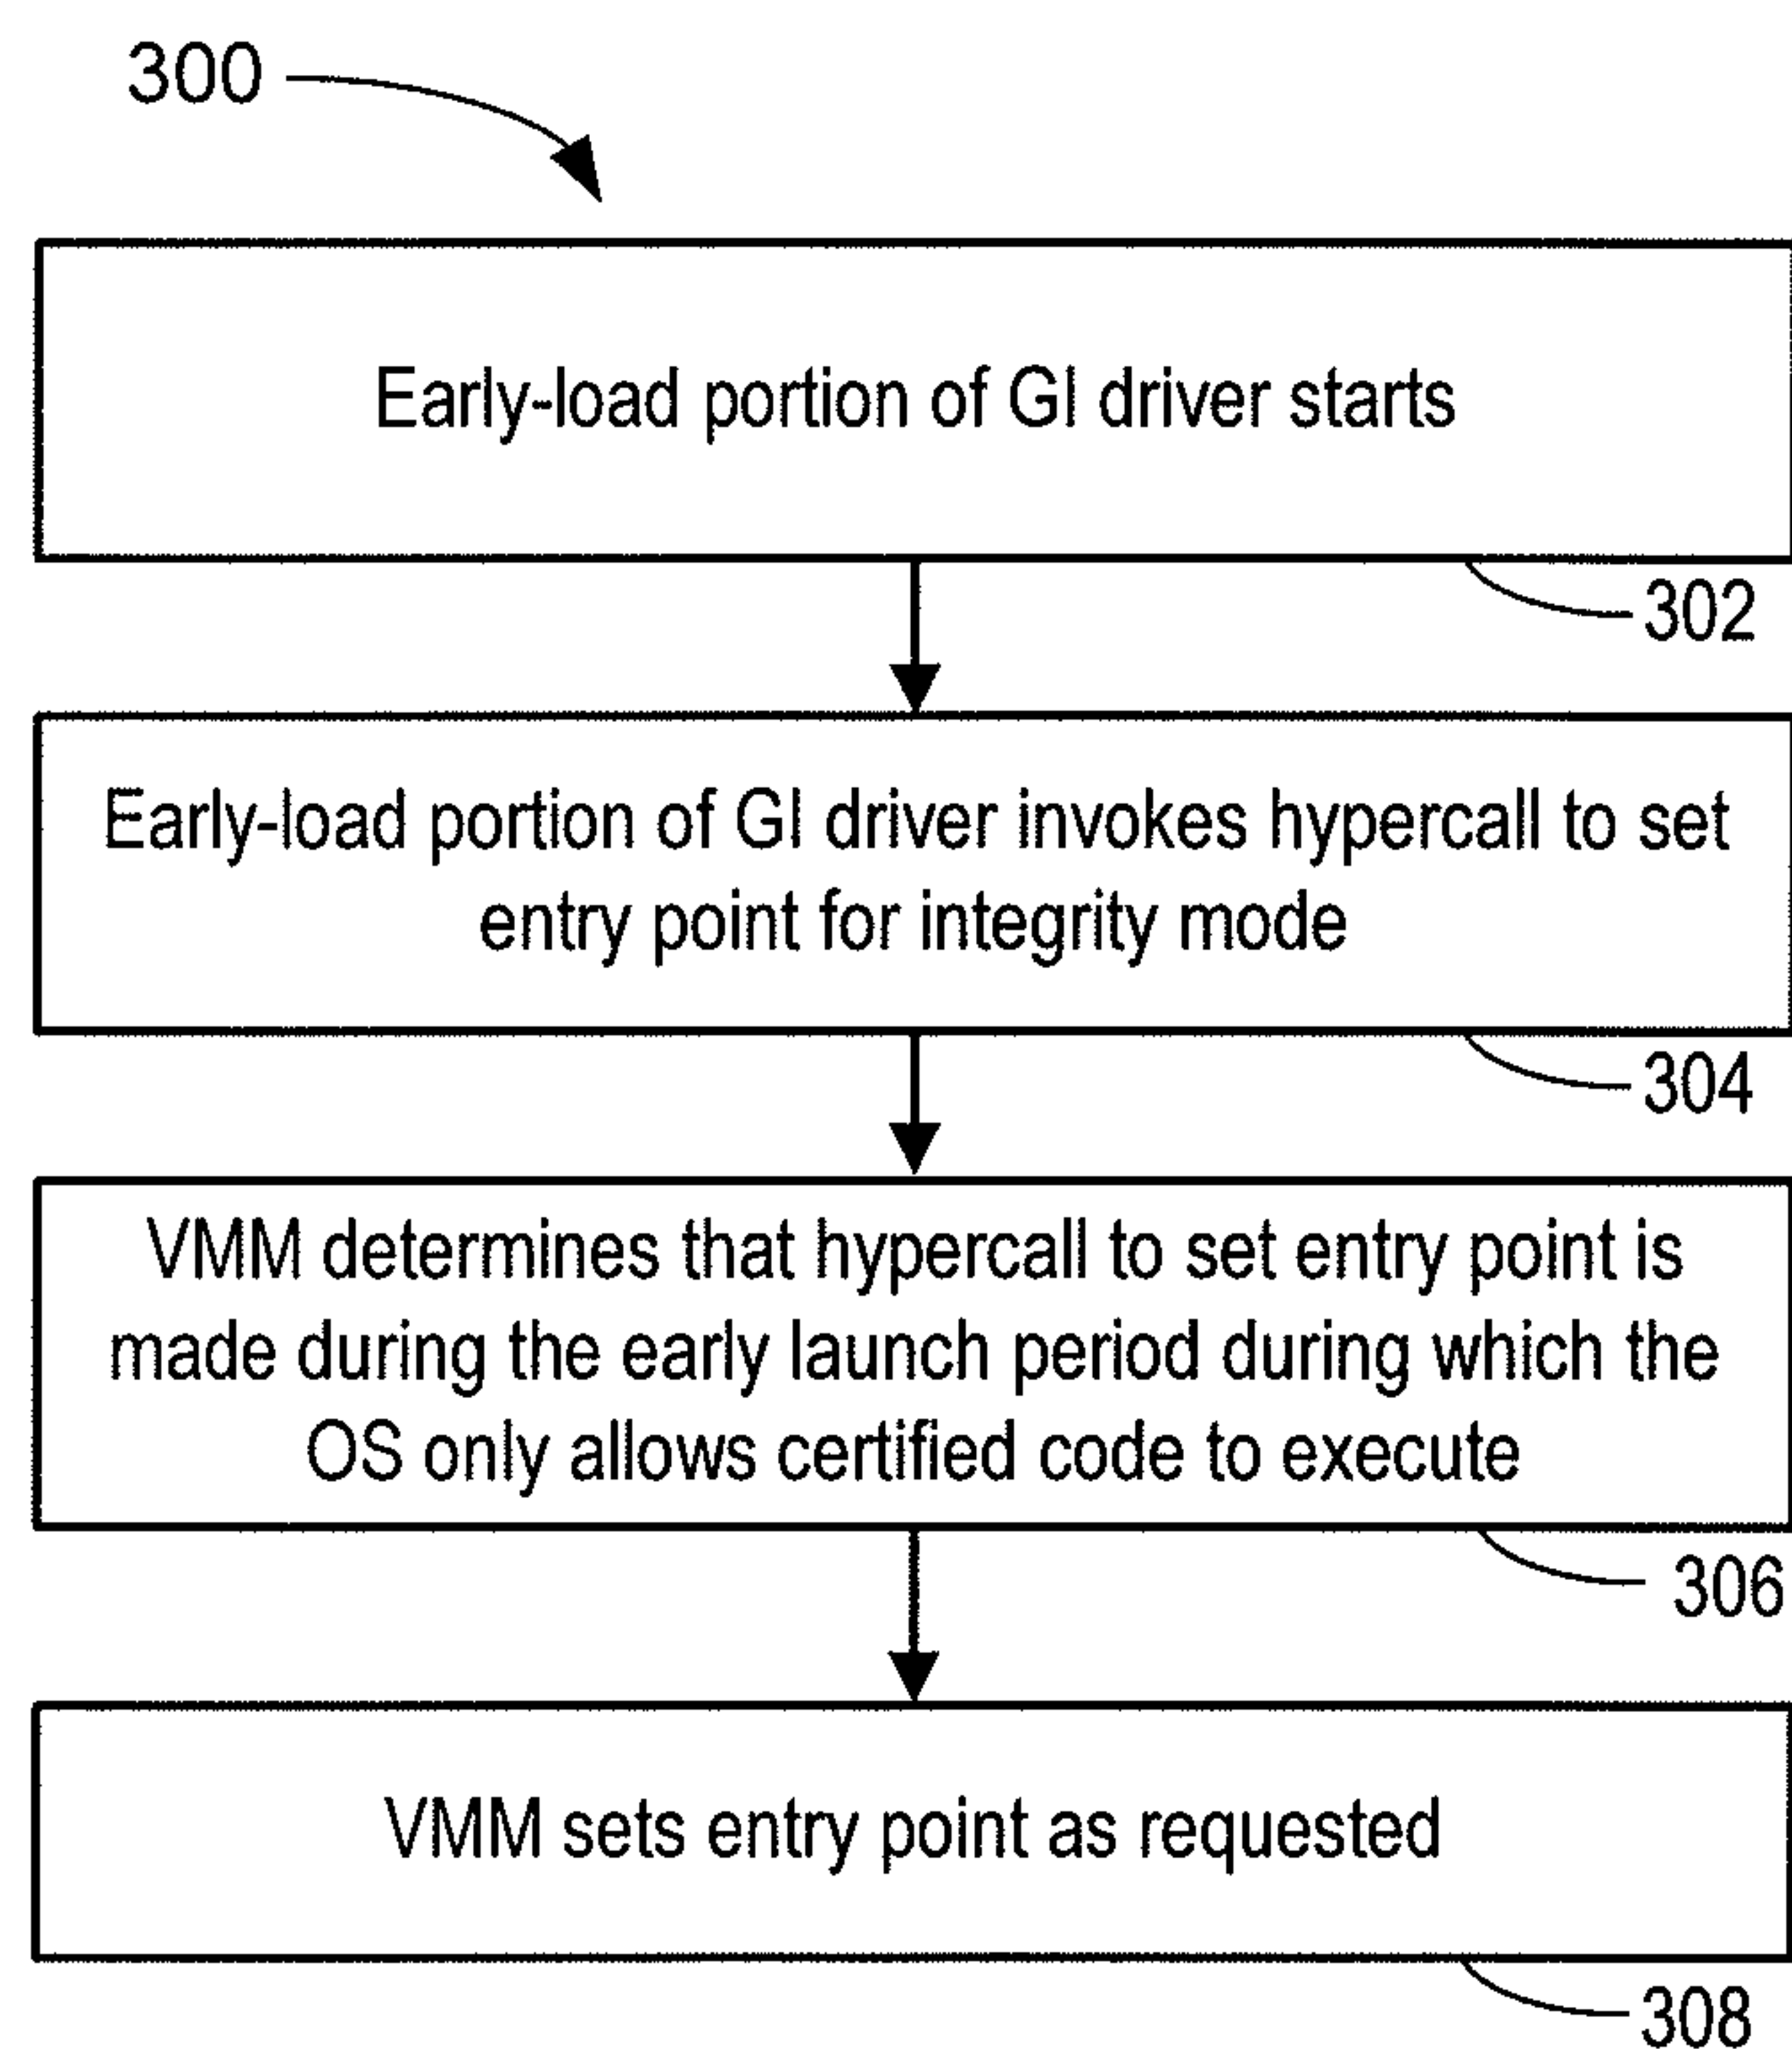 300
Early-load portion of GI driver starts
302
Early-load portion of GI driver invokes hypercall to set
entry point for integrity mode
304
VMM determines that hypercall to set entry point is
made during the early launch period during which the
OS only allows certified code to execute
306
VMM sets entry point as requested
308